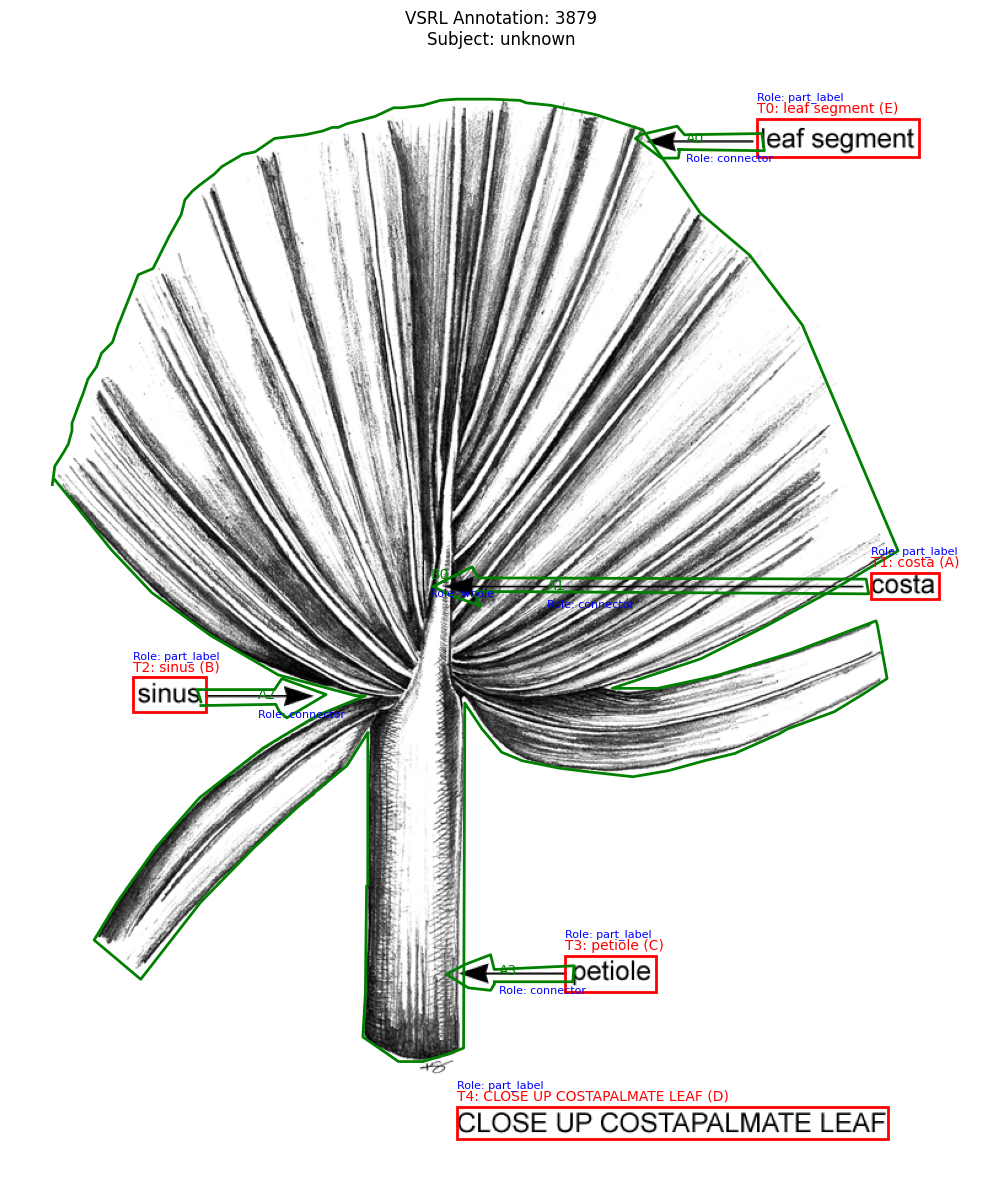 VSRL Annotation: 3879
Subject: unknown
Role: part_label
T0: leaf segment (E)
leaf segment
A0
Role: connector
Role: part_label
T1: costa (A)
costa
B0
Role: whole
A1
Role: connector
Role: part_label
T2: sinus (B)
sinus
A2
Role: connector
Role: part_label
T3: petiole (C)
petiole
A3
Role: connector
Role: part_label
T4: CLOSE UP COSTAPALMATE LEAF (D)
CLOSE UP COSTAPALMATE LEAF